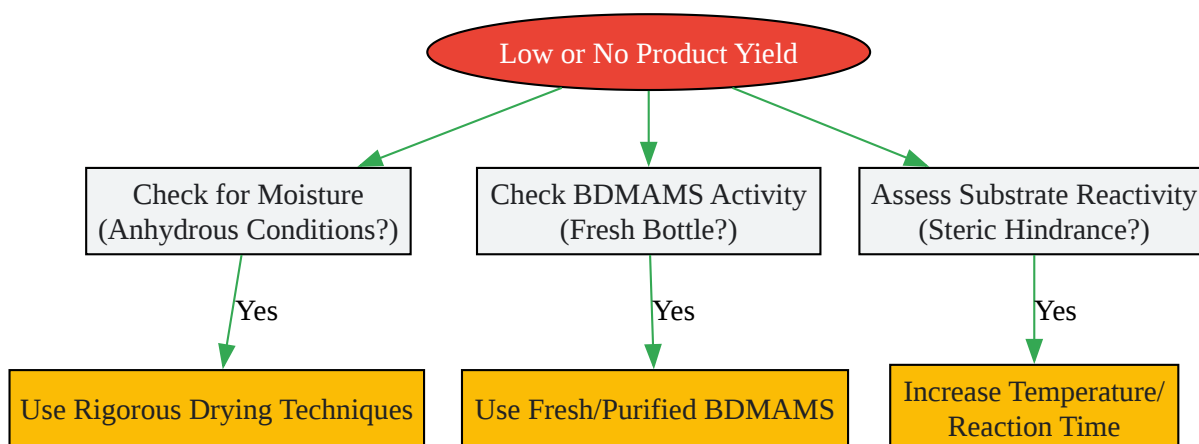 Low or No Product Yield
Check for Moisture
(Anhydrous Conditions?)
Check BDMAMS Activity
(Fresh Bottle?)
Assess Substrate Reactivity
(Steric Hindrance?)
Yes
Yes
Yes
Use Rigorous Drying Techniques
Use Fresh/Purified BDMAMS
Increase Temperature/
Reaction Time